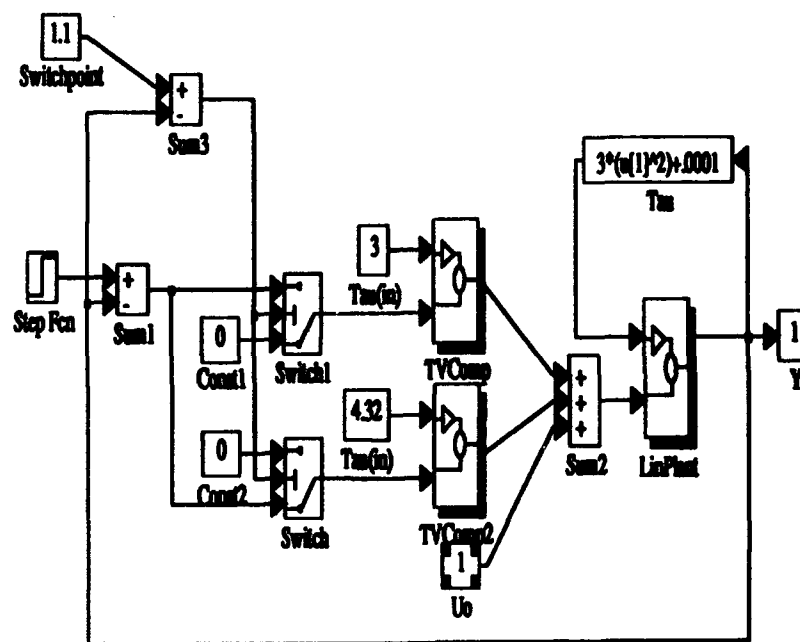 1.1
Switchpoint
+
-
Sum3
3*(u[1]^2)+.0001
Tau
3
Tau(in)
Step Fcn
+
-
Sum1
0
Const1
Switch1
TVComp
1
Y
4.32
Tau(in)
+
+
+
Sum2
LinPlant
0
Const2
Switch
TVComp2
1
Uo